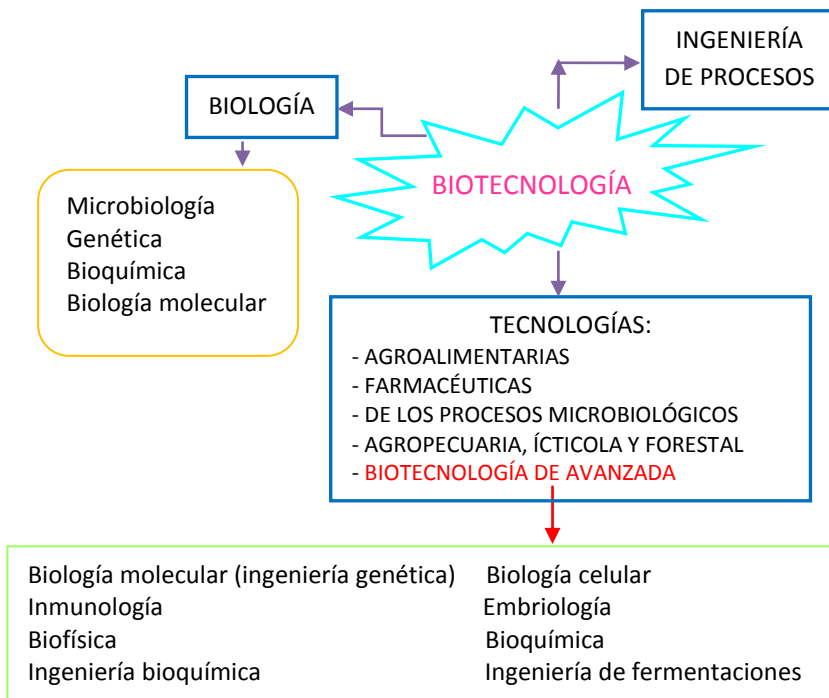 INGENIERÍA
DE PROCESOS
BIOLOGÍA
BIOTECNOLOGÍA
Microbiología
Genética
Bioquímica
Biología molecular
TECNOLOGÍAS:
- AGROALIMENTARIAS
- FARMACÉUTICAS
- DE LOS PROCESOS MICROBIOLÓGICOS
- AGROPECUARIA, ÍCTICOLA Y FORESTAL
- BIOTECNOLOGÍA DE AVANZADA
Biología molecular (ingeniería genética) Biología celular
Inmunología Embriología
Biofísica Bioquímica
Ingeniería bioquímica Ingeniería de fermentaciones